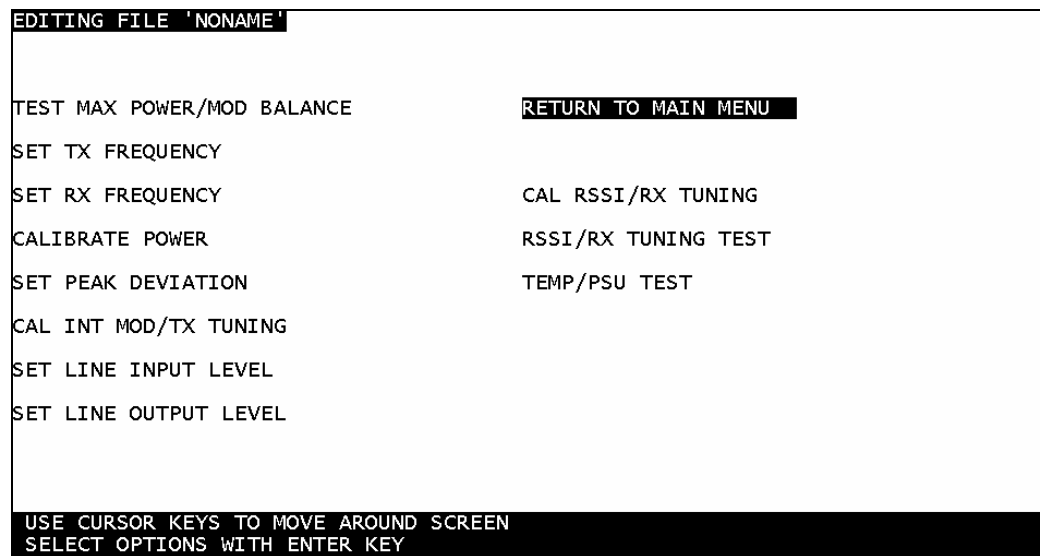 EDITING FILE 'NONAME'
TEST MAX POWER/MOD BALANCE
RETURN TO MAIN MENU
SET TX FREQUENCY
SET RX FREQUENCY
CAL RSSI/RX TUNING
CALIBRATE POWER
RSSI/RX TUNING TEST
SET PEAK DEVIATION
TEMP/PSU TEST
CAL INT MOD/TX TUNING
SET LINE INPUT LEVEL
SET LINE OUTPUT LEVEL
USE CURSOR KEYS TO MOVE AROUND SCREEN
SELECT OPTIONS WITH ENTER KEY